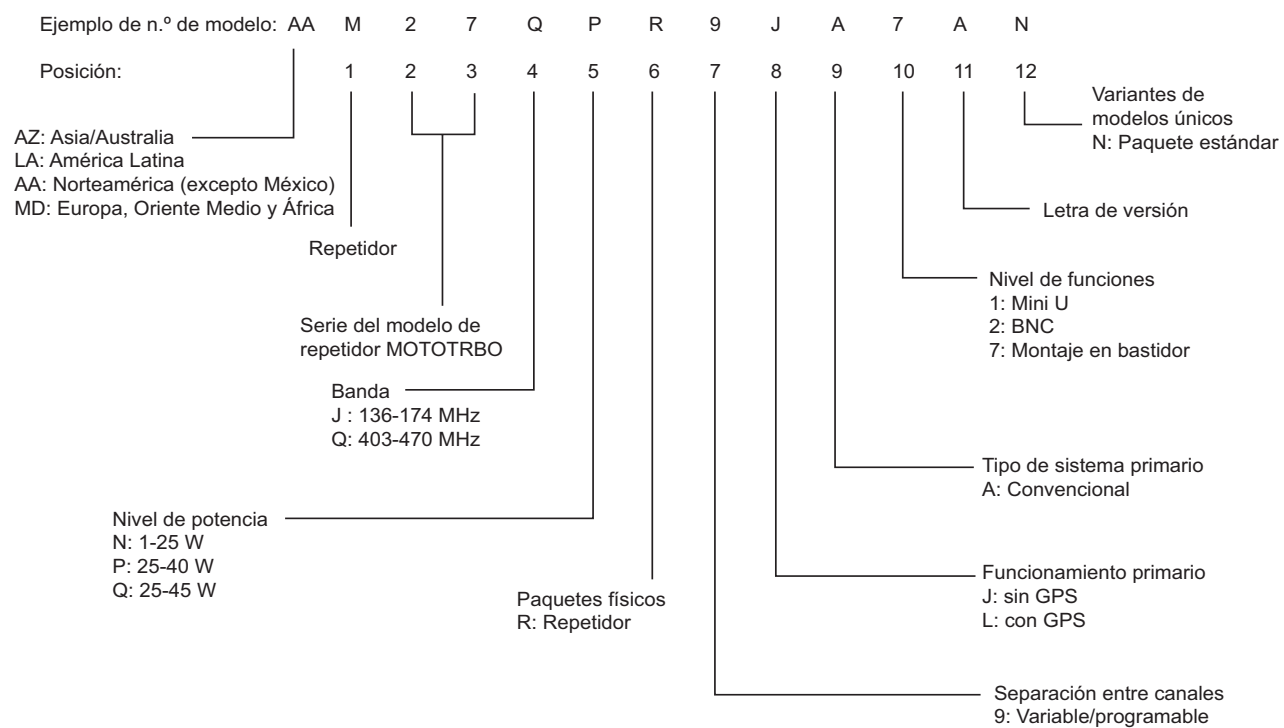 Ejemplo de n.º de modelo: AA M 2 7 Q P R 9 J A 7 A N
Posición: 1 2 3 4 5 6 7 8 9 10 11 12
Variantes de
modelos únicos
N: Paquete estándar
AZ: Asia/Australia
LA: América Latina
AA: Norteamérica (excepto México)
MD: Europa, Oriente Medio y África
Letra de versión
Repetidor
Nivel de funciones
1: Mini U
2: BNC
7: Montaje en bastidor
Serie del modelo de
repetidor MOTOTRBO
Banda
J : 136-174 MHz
Q: 403-470 MHz
Tipo de sistema primario
A: Convencional
Nivel de potencia
N: 1-25 W
P: 25-40 W
Q: 25-45 W
Funcionamiento primario
J: sin GPS
L: con GPS
Paquetes físicos
R: Repetidor
Separación entre canales
9: Variable/programable